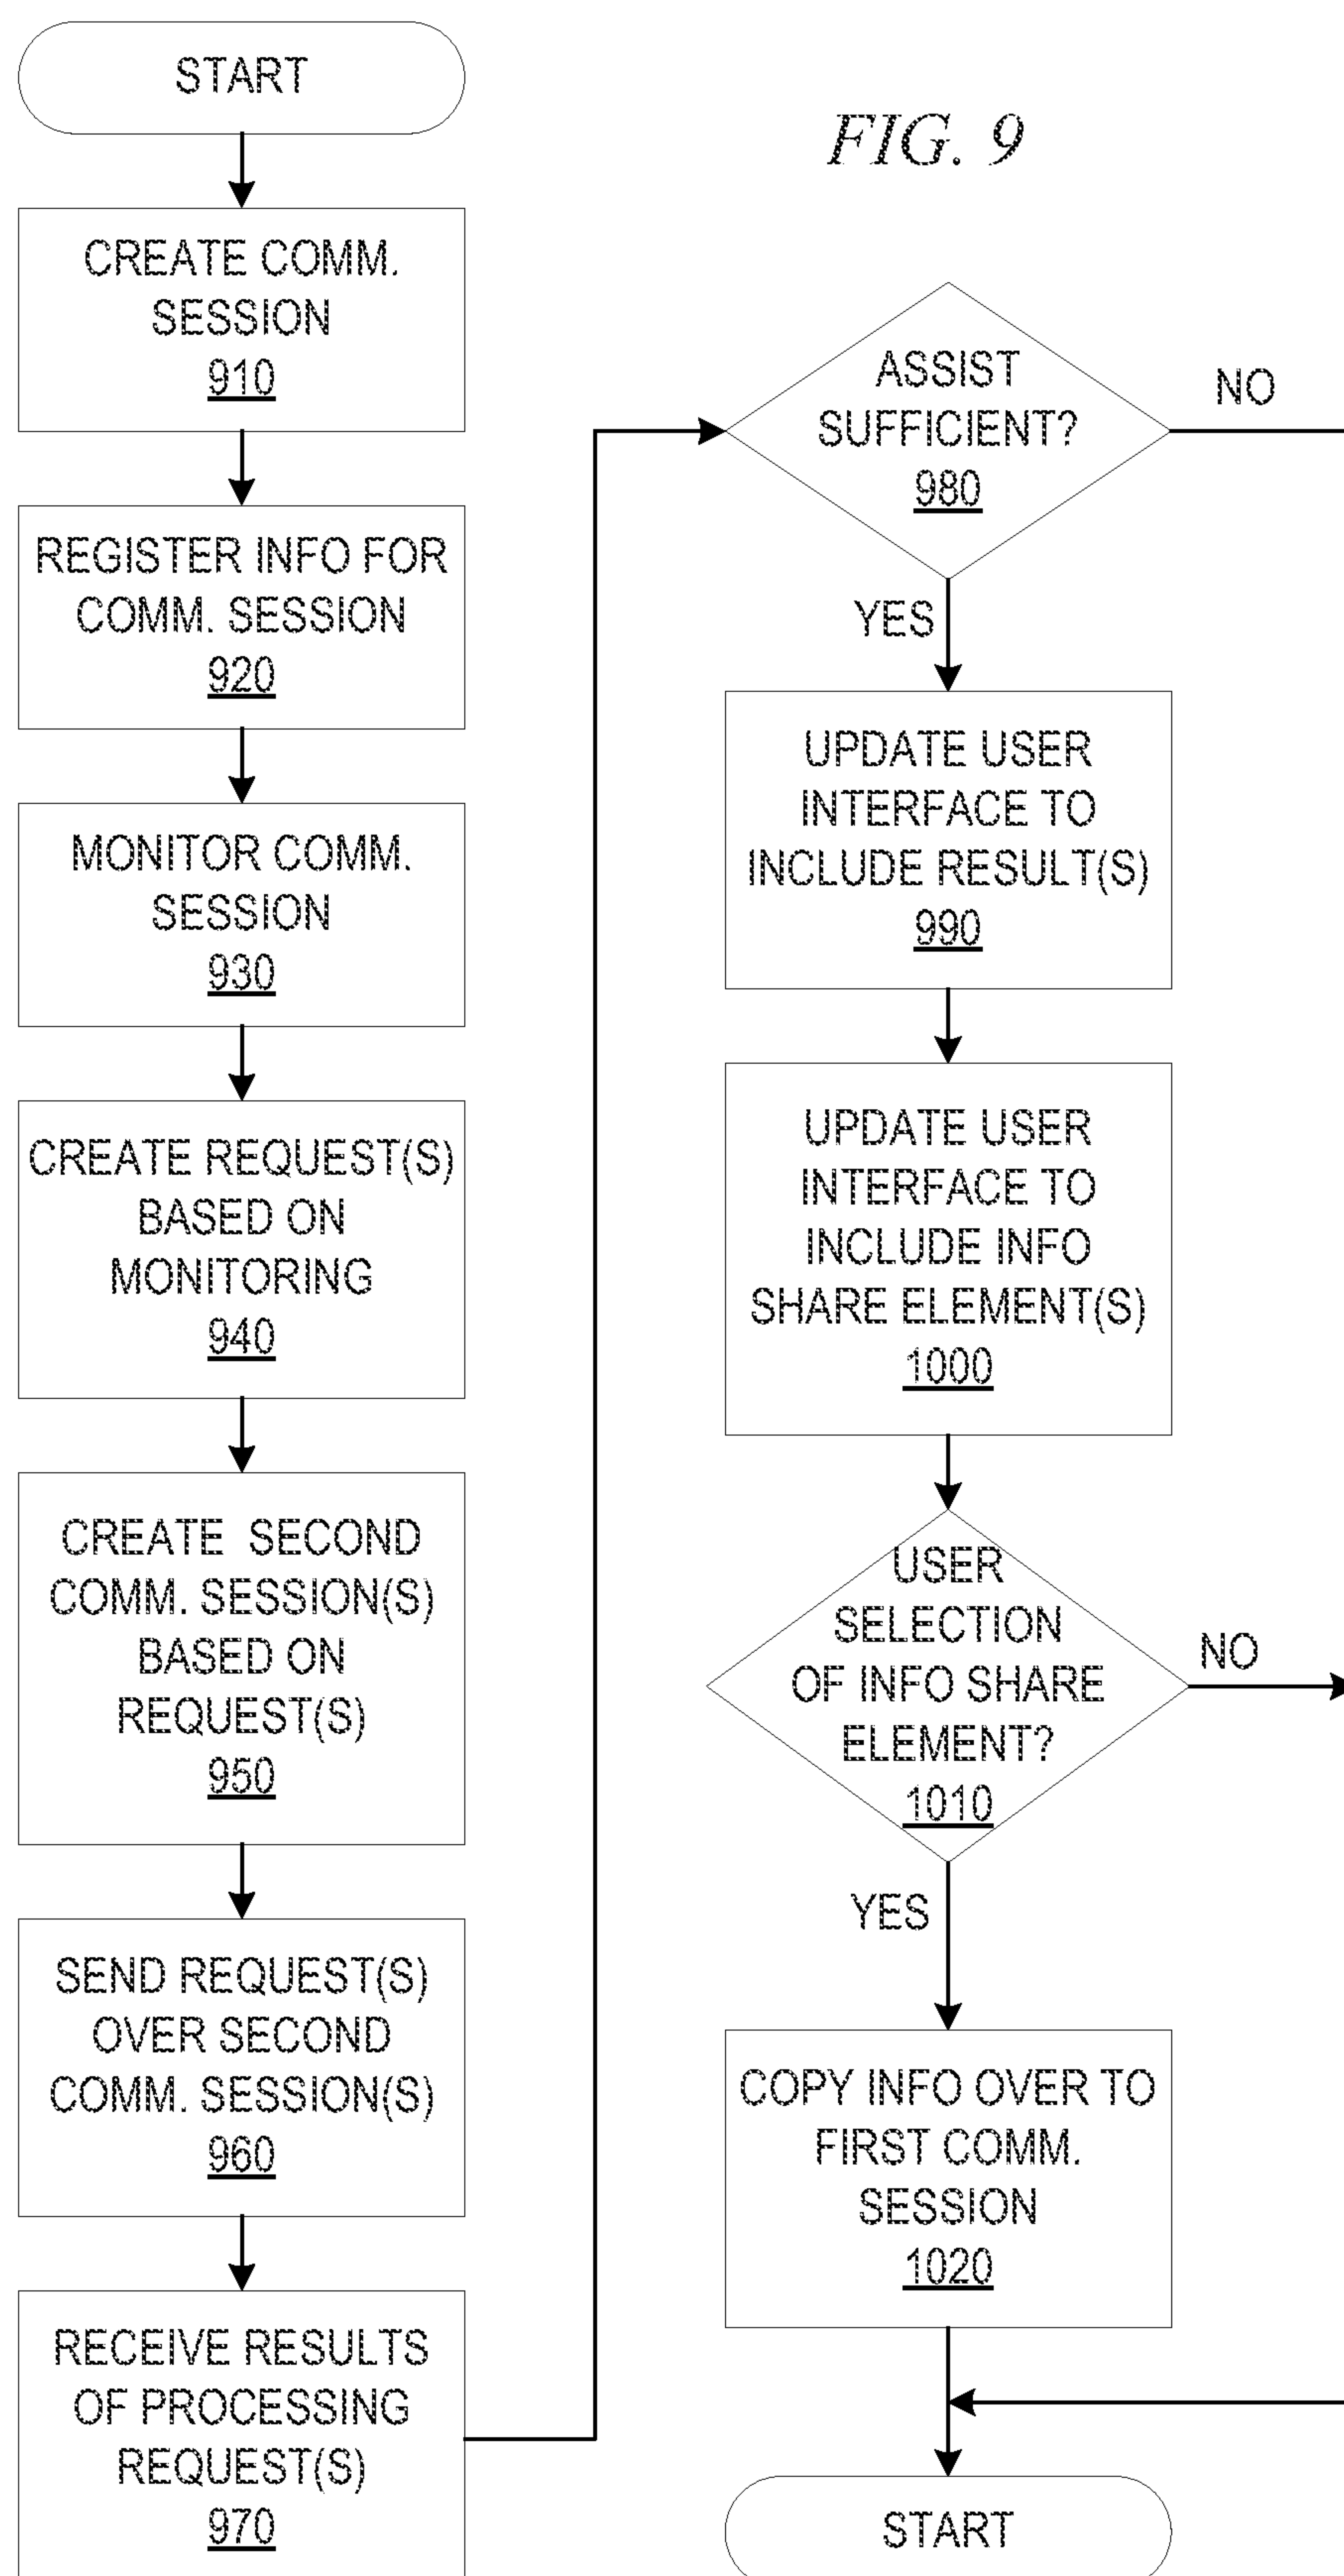 START
CREATE COMM.
SESSION
910
REGISTER INFO FOR
COMM. SESSION
920
MONITOR COMM.
SESSION
930
CREATE REQUEST(S)
BASED ON
MONITORING
940
CREATE SECOND
COMM. SESSION(S)
BASED ON
REQUEST(S)
950
SEND REQUEST(S)
OVER SECOND
COMM. SESSION(S)
960
RECEIVE RESULTS
OF PROCESSING
REQUEST(S)
970
FIG. 9
ASSIST
SUFFICIENT?
980
NO
YES
UPDATE USER
INTERFACE TO
INCLUDE RESULT(S)
990
UPDATE USER
INTERFACE TO
INCLUDE INFO
SHARE ELEMENT(S)
1000
USER
SELECTION
OF INFO SHARE
ELEMENT?
1010
NO
YES
COPY INFO OVER TO
FIRST COMM.
SESSION
1020
START